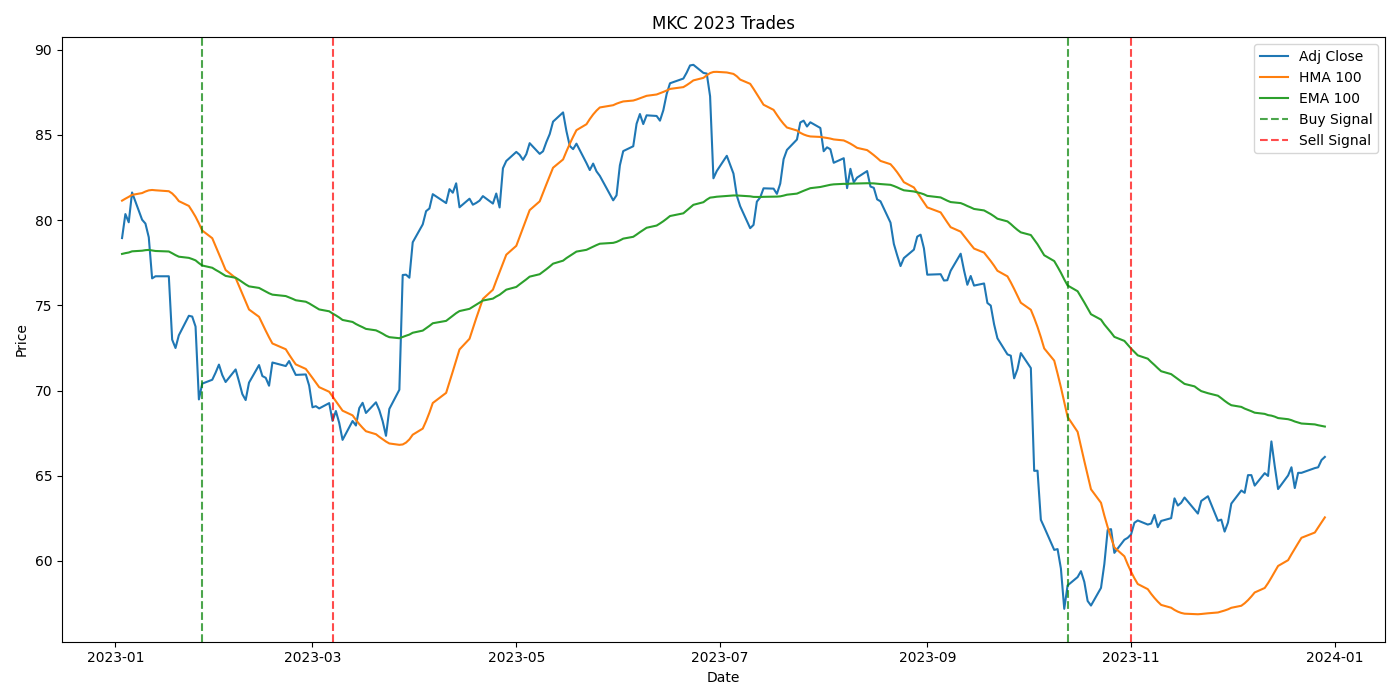 MKC 2023 Trades
Adj Close
HMA 100
EMA 100
Buy Signal
Sell Signal
Price
90
85
80
75
70
65
60
2023-01
2023-03
2023-05
2023-07
2023-09
2023-11
2024-01
Date